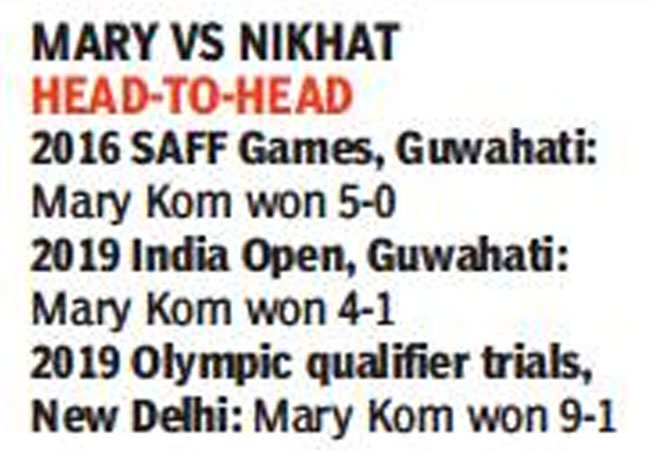 MARY VS NIKHAT
HEAD-TO-HEAD
2016 SAFF Games, Guwahati:
Mary Kom won 5-0
2019 India Open, Guwahati:
Mary Kom won 4-1
2019 Olympic qualifier trials,
New Delhi: Mary Kom won 9-1